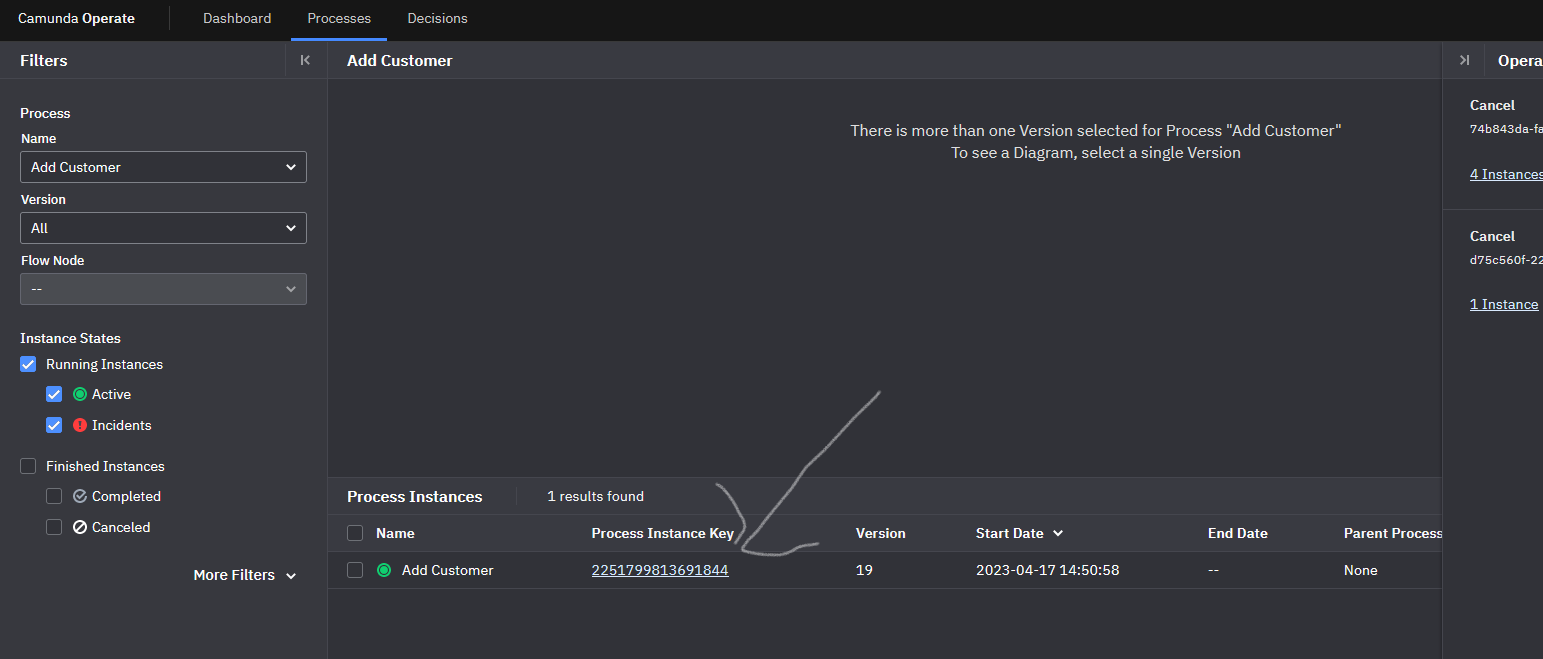 Camunda Operate Dashboard Processes Decisions
Filters
Add Customer
Process
Name
Add Customer
Version
All
Flow Node
--
Instance States
Running Instances
Active
Incidents
Finished Instances
Completed
Canceled
More Filters
There is more than one Version selected for Process "Add Customer"
To see a Diagram, select a single Version
Process Instances 1 results found
Name Process Instance Key Version Start Date End Date Parent Process
Add Customer 2251799813691844 19 2023-04-17 14:50:58 -- None
Opera
Cancel
74b843da-fa
4 Instances
Cancel
d75c560f-22
1 Instance